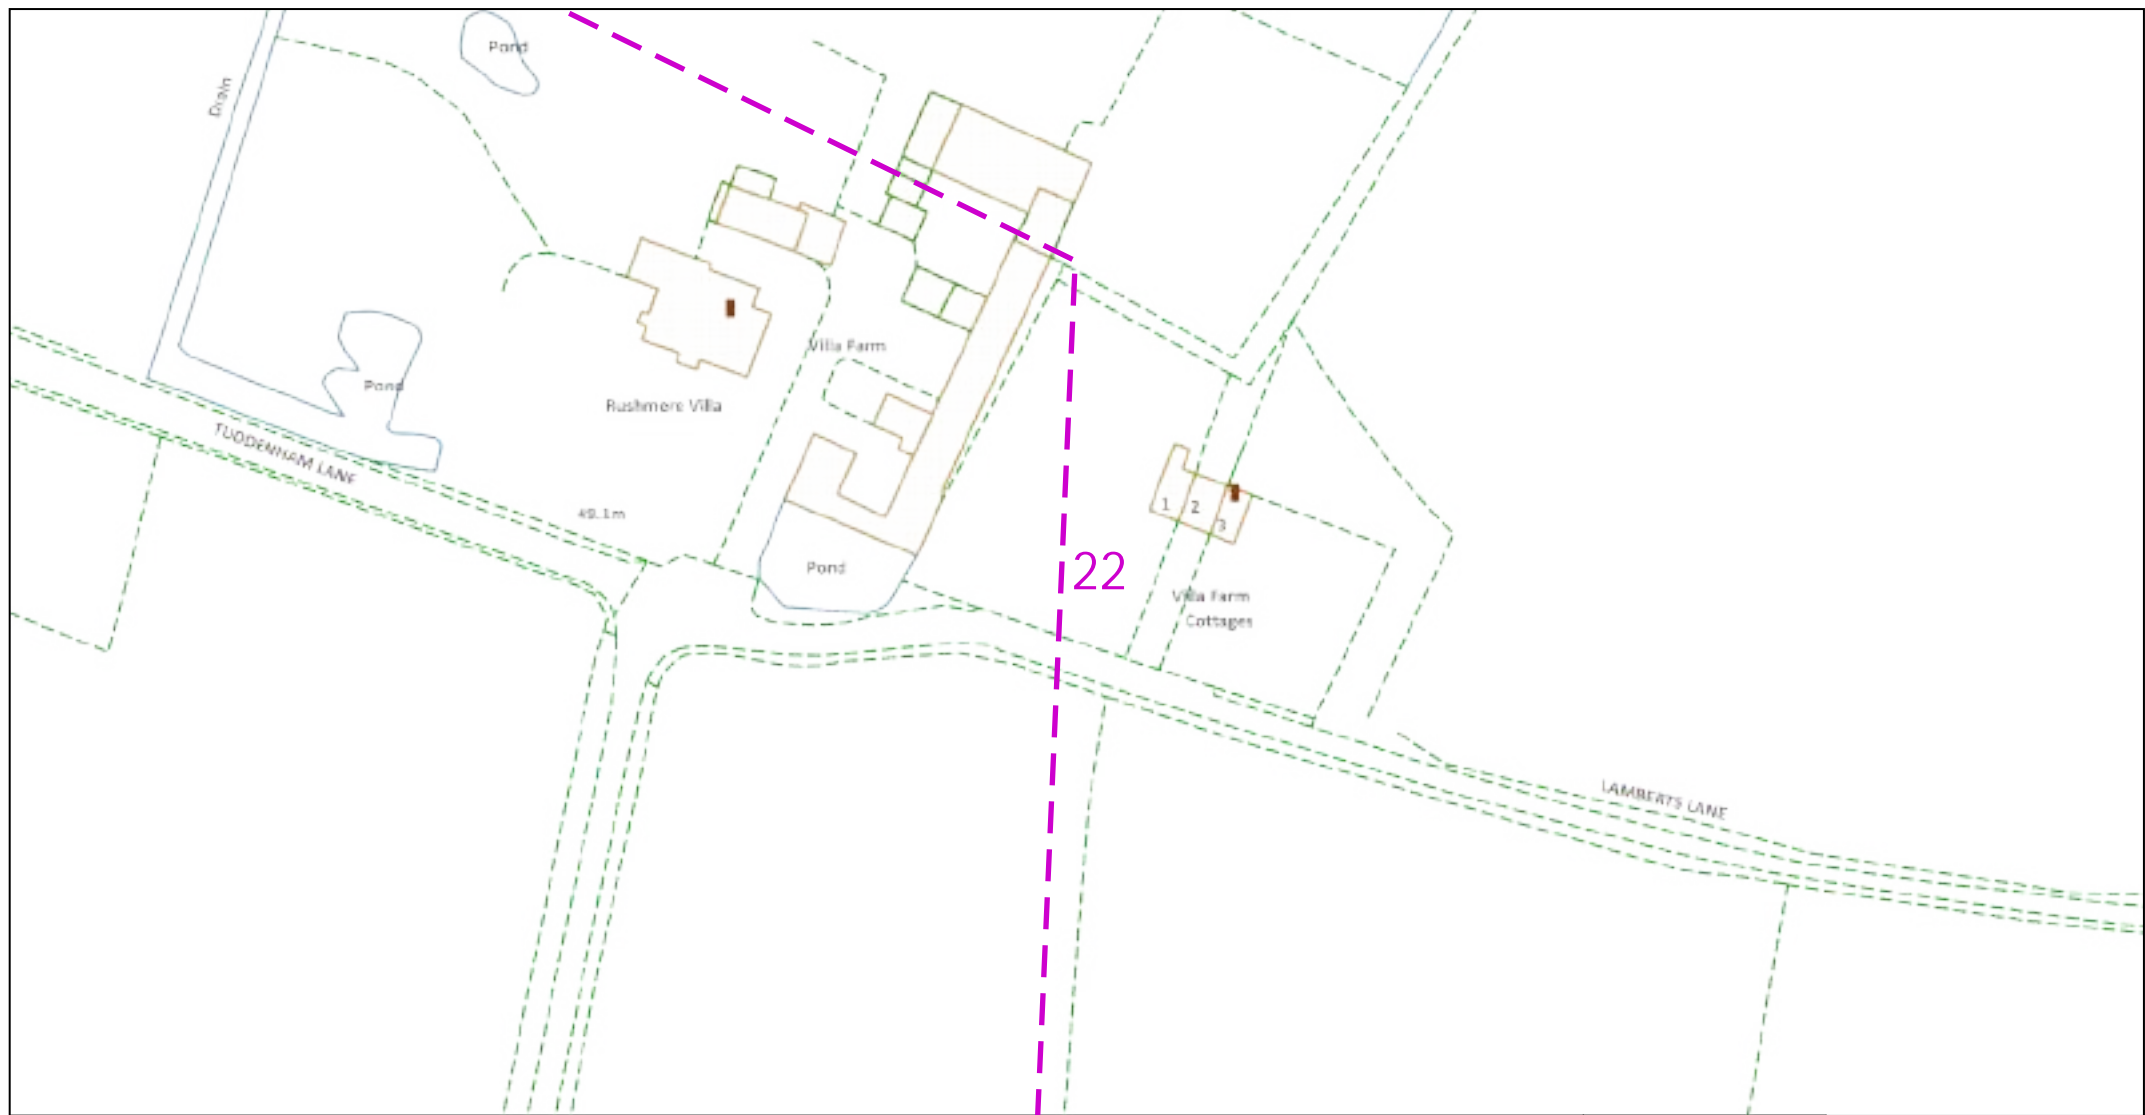 Pond
Drain
Villa Farm
Pond
Rushmere Villa
TUDDENHAM LANE
49.1m
1 2 3
Pond
22
Villa Farm
Cottages
LAMBERTS LANE